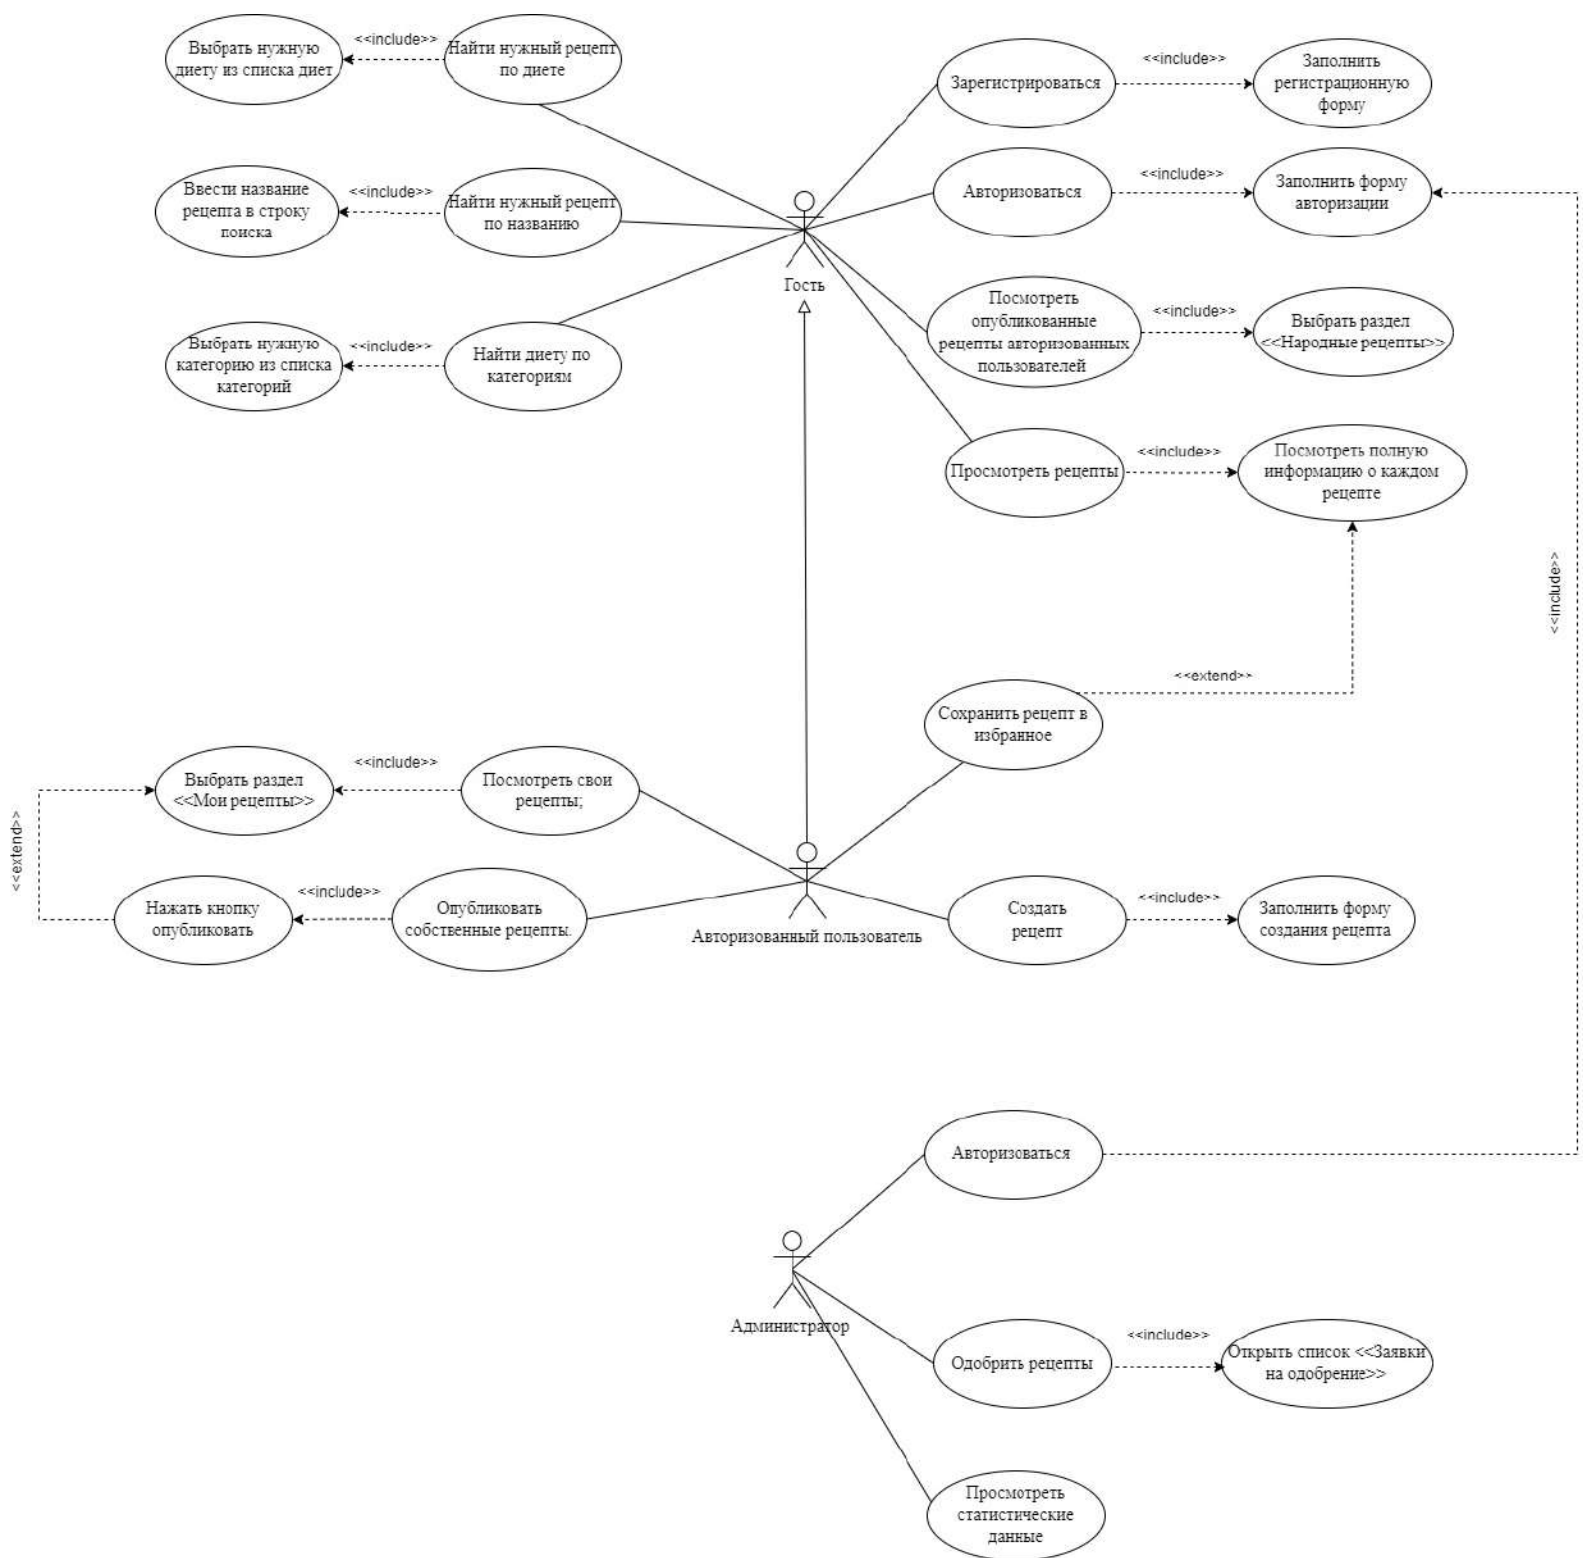 Выбрать нужную
диету из списка диет
<<include>>
Найти нужный рецепт
по диете
Зарегистрироваться
<<include>>
Заполнить
регистрационную
форму
Ввести название
рецепта в строку
поиска
<<include>>
Найти нужный рецепт
по названию
Авторизоваться
<<include>>
Заполнить форму
авторизации
Гость
Выбрать нужную
категорию из списка
категорий
<<include>>
Найти диету по
категориям
Посмотреть
опубликованные
рецепты авторизованных
пользователей
<<include>>
Выбрать раздел
<<Народные рецепты>>
Просмотреть рецепты
<<include>>
Посмотреть полную
информацию о каждом
рецепте
<<include>>
<<extend>>
Сохранить рецепт в
избранное
Выбрать раздел
<<Мои рецепты>>
<<include>>
Посмотреть свои
рецепты;
<<extend>>
Нажать кнопку
опубликовать
<<include>>
Опубликовать
собственные рецепты.
Авторизованный пользователь
Создать
рецепт
<<include>>
Заполнить форму
создания рецепта
Авторизоваться
Администратор
Одобрить рецепты
<<include>>
Открыть список <<Заявки
на одобрение>>
Просмотреть
статистические
данные